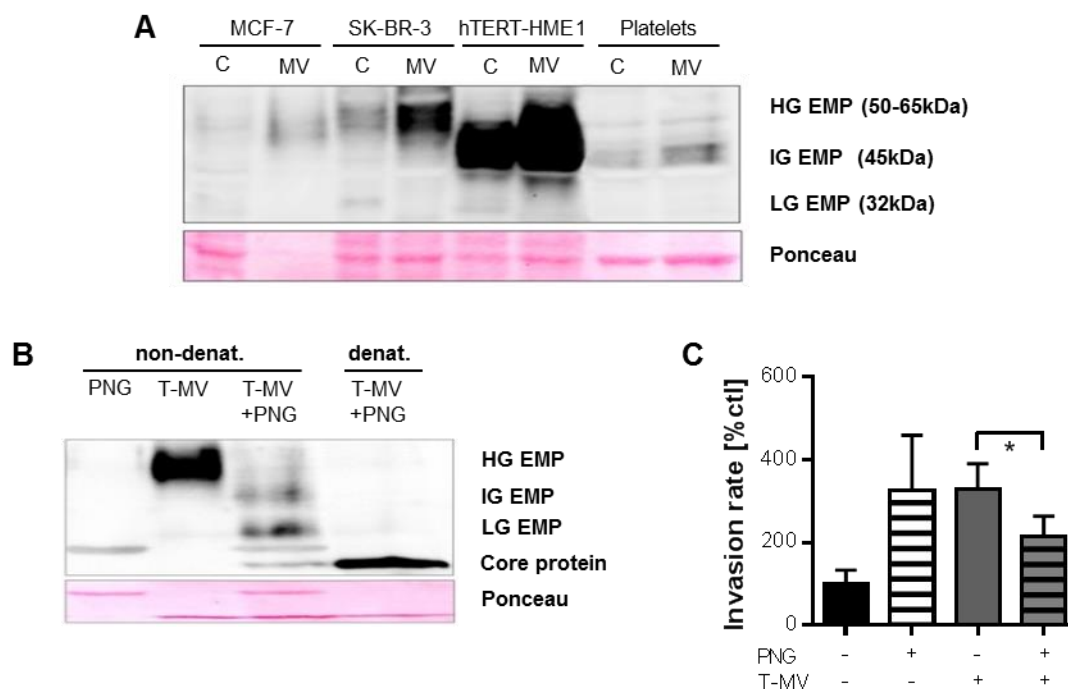 A
MCF-7 SK-BR-3 hTERT-HME1 Platelets
C MV C MV C MV C MV
HG EMP (50-65kDa)
IG EMP (45kDa)
LG EMP (32kDa)
Ponceau
B
non-denat. denat.
PNG T-MV T-MV +PNG T-MV +PNG
HG EMP
IG EMP
LG EMP
Core protein
Ponceau
C
Invasion rate [%ctl]
600
400
200
0
*
PNG - + - +
T-MV - - + +